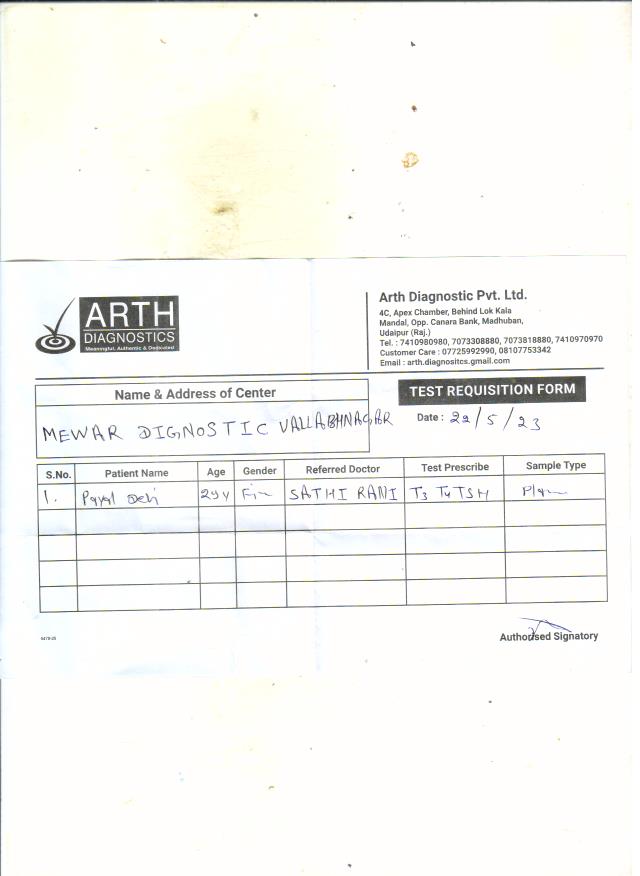 ARTH
DIAGNOSTICS
Meaningful, Authentic & Dedicated
Arth Diagnostic Pvt. Ltd.
4C, Apex Chamber, Behind Lok Kala
Mandal, Opp. Canara Bank, Madhuban,
Udaipur (Raj.)
Tel. : 7410980980, 7073308880, 7073818880, 7410970970
Customer Care : 07725992990, 08107753342
Email : arth.diagnositcs.gmail.com
Name & Address of Center
TEST REQUISITION FORM
MEWAR DIGNOSTIC VALLABHNAGAR
Date : 22/5/23
S.No. Patient Name Age Gender Referred Doctor Test Prescribe Sample Type
1. Payal Devi 29y SATHI RANI T3 T4 TSH
Authorised Signatory